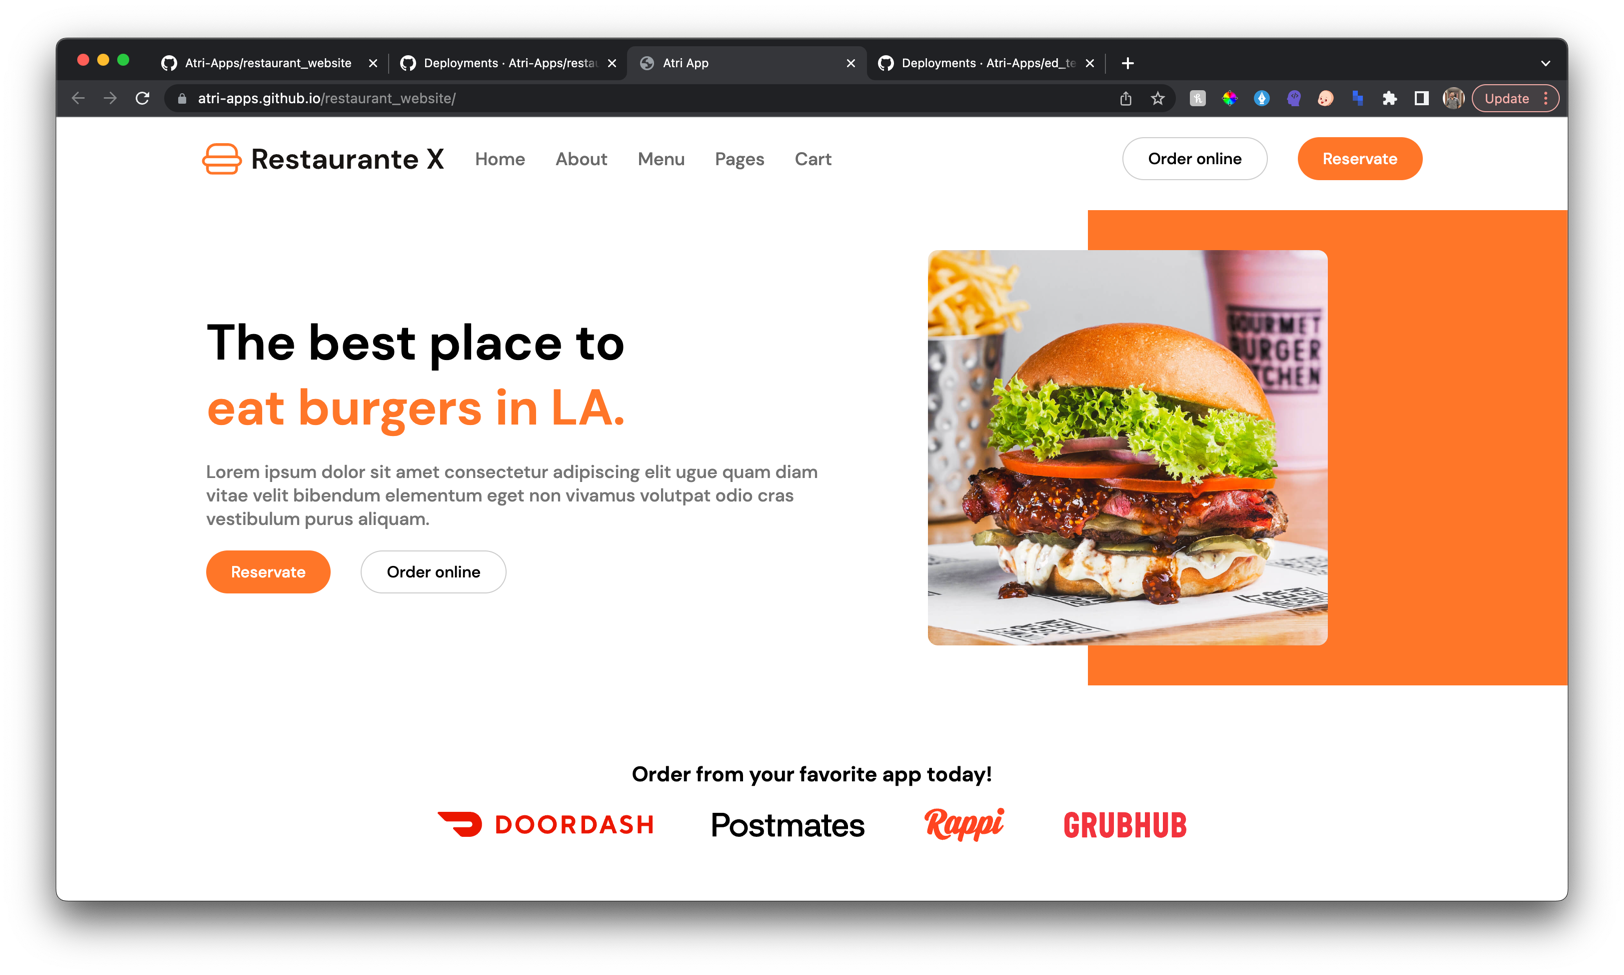 Atri-Apps/restaurant_website
Deployments · Atri-Apps/resta
Atri App
Deployments · Atri-Apps/ed_te
atri-apps.github.io/restaurant_website/
Update
Restaurante X
Home
About
Menu
Pages
Cart
Order online
Reservate
The best place to
eat burgers in LA.
Lorem ipsum dolor sit amet consectetur adipiscing elit ugue quam diam
vitae velit bibendum elementum eget non vivamus volutpat odio cras
vestibulum purus aliquam.
Reservate
Order online
GOURMET
BURGER
KITCHEN
Order from your favorite app today!
DOORDASH
Postmates
Rappi
GRUBHUB